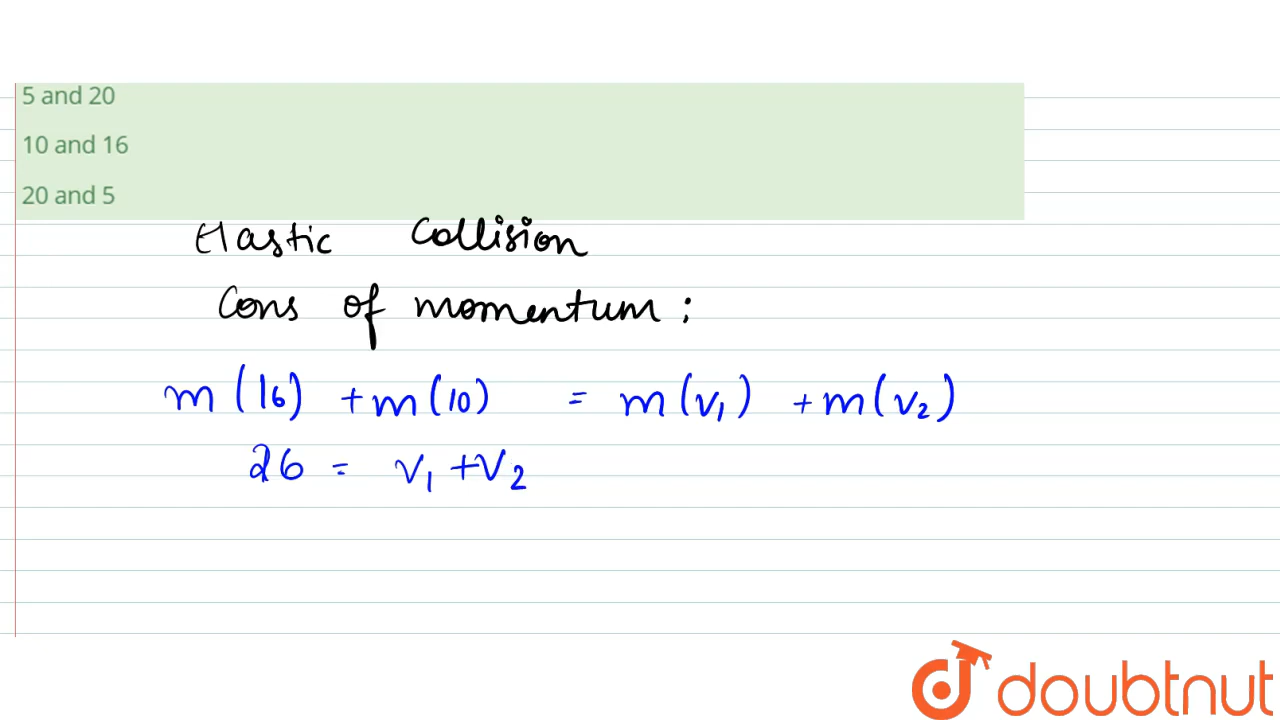 5 and 20
10 and 16
20 and 5
Elastic Collision
Cons of momentum :
m(16) + m(10) = m(v₁) + m(v₂)
26 = v₁ + v₂
doubtnut